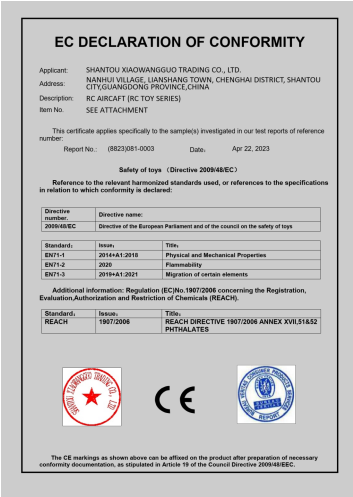 EC DECLARATION OF CONFORMITY
Applicant: SHANTOU XIAOWANGGUO TRADING CO., LTD.
Address: NANHUI VILLAGE, LIANSHANG TOWN, CHENGHAI DISTRICT, SHANTOU
CITY,GUANGDONG PROVINCE,CHINA
Description: RC AIRCAFT (RC TOY SERIES)
Item No. SEE ATTACHMENT
This certificate applies specifically to the sample(s) investigated in our test reports of reference
number:
Report No.: (8823)081-0003 Date： Apr 22, 2023
Safety of toys （Directive 2009/48/EC）
Reference to the relevant harmonized standards used, or references to the specifications
in relation to which conformity is declared:
Directive
number. Directive name:
2009/48/EC Directive of the European Parliament and of the council on the safety of toys
Standard： Issue： Title：
EN71-1 2014+A1:2018 Physical and Mechanical Properties
EN71-2 2020 Flammability
EN71-3 2019+A1:2021 Migration of certain elements
Additional information: Regulation (EC)No.1907/2006 concerning the Registration,
Evaluation,Authorization and Restriction of Chemicals (REACH).
Standard： Issue： Title：
REACH 1907/2006 REACH DIRECTIVE 1907/2006 ANNEX XVII,51&52
PHTHALATES
SHANTOU XIAOWANGGUO TRADING CO., LTD
CE
BUREAU VERITAS CONSUMER PRODUCTS SERVICES
REPORT
The CE markings as shown above can be affixed on the product after preparation of necessary
conformity documentation, as stipulated in Article 19 of the Council Directive 2009/48/EEC.